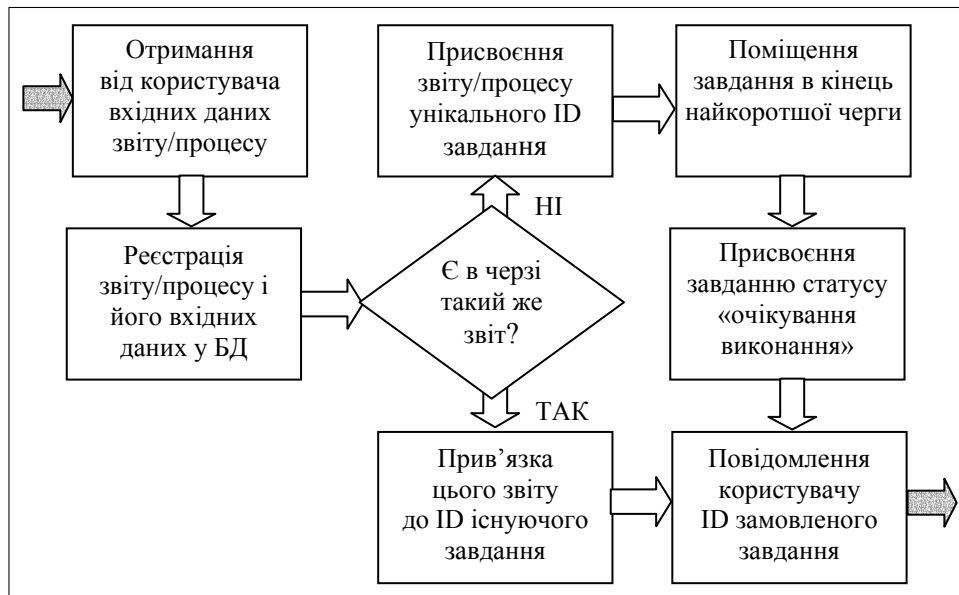 Отримання
від користувача
вхідних даних
звіту/процесу
Реєстрація
звіту/процесу і
його вхідних
даних у БД
Є в черзі
такий же
звіт?
НІ
Присвоєння
звіту/процесу
унікального ID
завдання
Поміщення
завдання в кінець
найкоротшої черги
Присвоєння
завданню статусу
«очікування
виконання»
ТАК
Прив’язка
цього звіту
до ID існуючого
завдання
Повідомлення
користувачу
ID замовленого
завдання